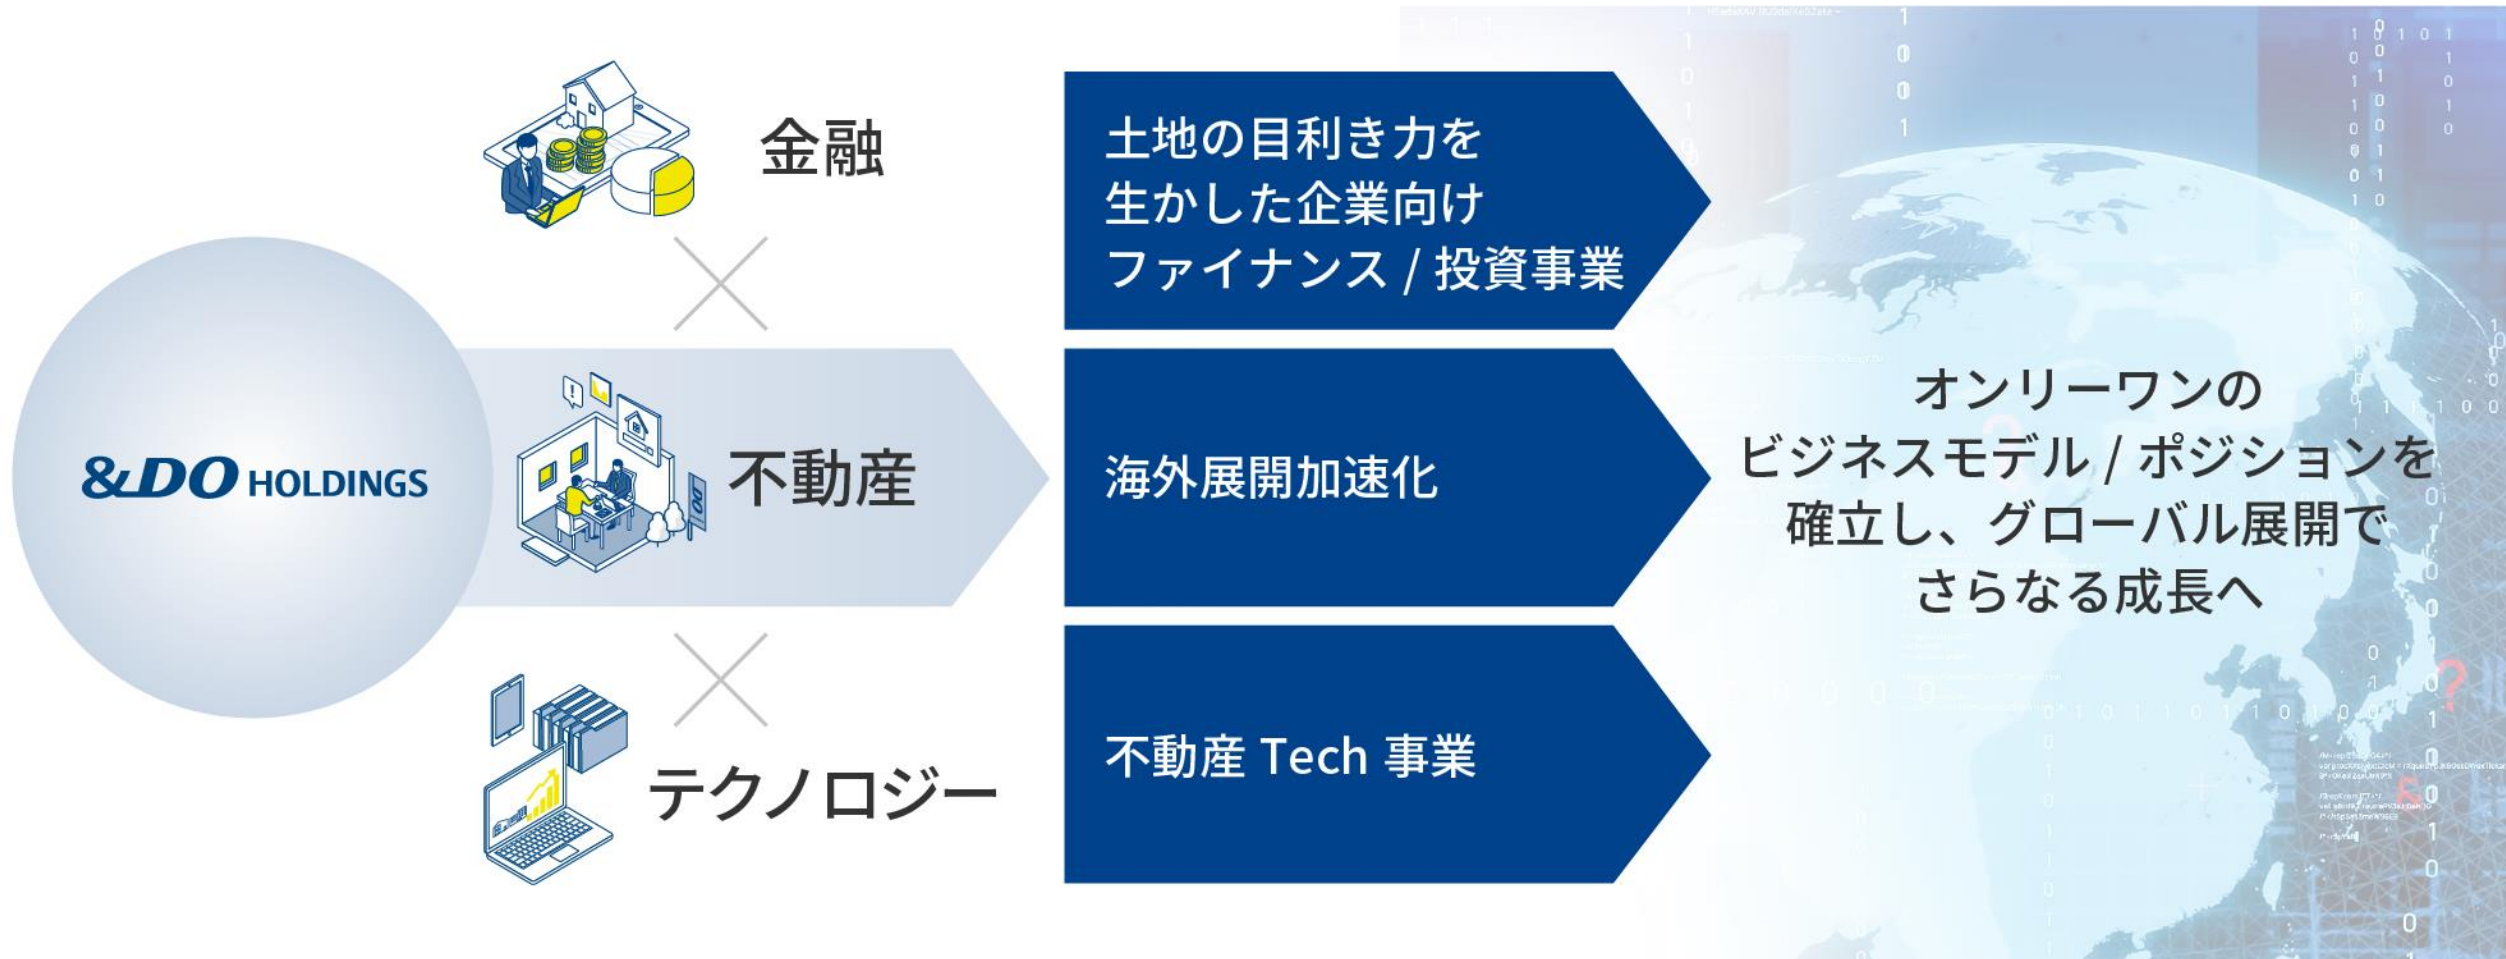 &DO HOLDINGS
金融
不動産
DO
テクノロジー
土地の目利き力を
生かした企業向け
ファイナンス / 投資事業
海外展開加速化
不動産 Tech 事業
オンリーワンの
ビジネスモデル / ポジションを
確立し、グローバル展開で
さらなる成長へ